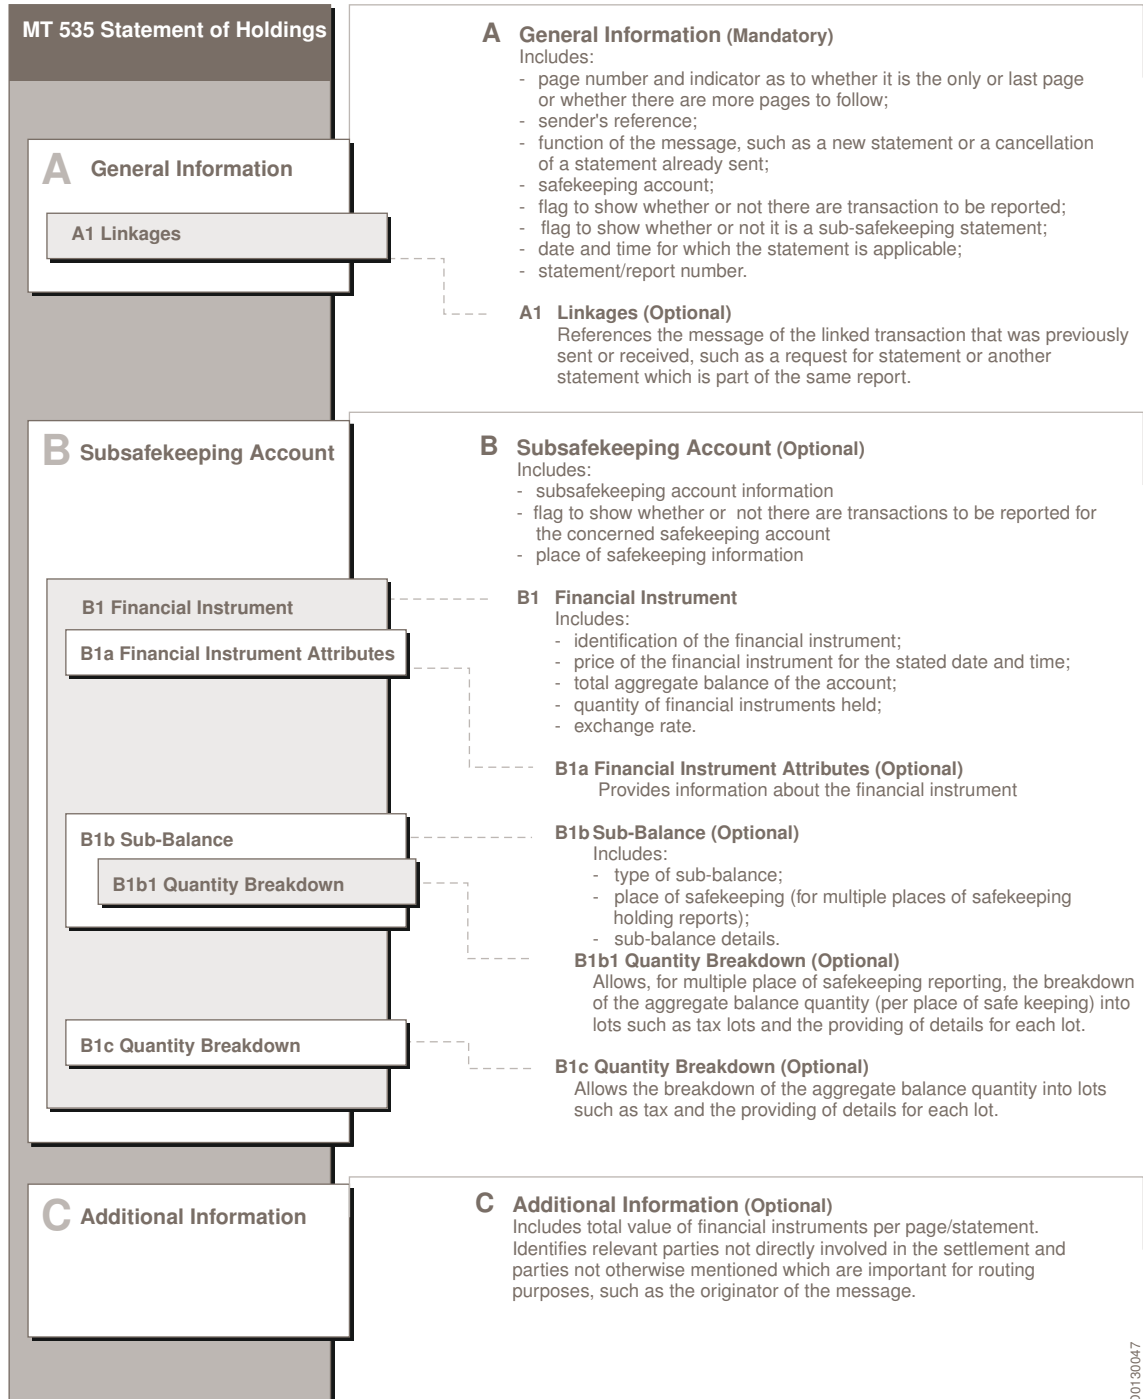 MT 535 Statement of Holdings
A General Information
A1 Linkages
A General Information (Mandatory)
Includes:
- page number and indicator as to whether it is the only or last page
or whether there are more pages to follow;
- sender's reference;
- function of the message, such as a new statement or a cancellation
of a statement already sent;
- safekeeping account;
- flag to show whether or not there are transaction to be reported;
- flag to show whether or not it is a sub-safekeeping statement;
- date and time for which the statement is applicable;
- statement/report number.
A1 Linkages (Optional)
References the message of the linked transaction that was previously
sent or received, such as a request for statement or another
statement which is part of the same report.
B Subsafekeeping Account
B1 Financial Instrument
B1a Financial Instrument Attributes
B1b Sub-Balance
B1b1 Quantity Breakdown
B1c Quantity Breakdown
B Subsafekeeping Account (Optional)
Includes:
- subsafekeeping account information
- flag to show whether or not there are transactions to be reported for
the concerned safekeeping account
- place of safekeeping information
B1 Financial Instrument
Includes:
- identification of the financial instrument;
- price of the financial instrument for the stated date and time;
- total aggregate balance of the account;
- quantity of financial instruments held;
- exchange rate.
B1a Financial Instrument Attributes (Optional)
Provides information about the financial instrument
B1b Sub-Balance (Optional)
Includes:
- type of sub-balance;
- place of safekeeping (for multiple places of safekeeping
holding reports);
- sub-balance details.
B1b1 Quantity Breakdown (Optional)
Allows, for multiple place of safekeeping reporting, the breakdown
of the aggregate balance quantity (per place of safe keeping) into
lots such as tax lots and the providing of details for each lot.
B1c Quantity Breakdown (Optional)
Allows the breakdown of the aggregate balance quantity into lots
such as tax and the providing of details for each lot.
C Additional Information
C Additional Information (Optional)
Includes total value of financial instruments per page/statement.
Identifies relevant parties not directly involved in the settlement and
parties not otherwise mentioned which are important for routing
purposes, such as the originator of the message.